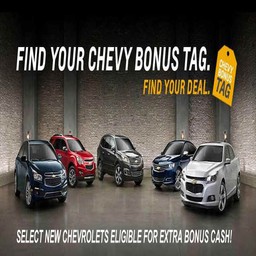 FIND YOUR CHEVY BONUS TAG.
FIND YOUR DEAL.
CHEVY
BONUS
TAG
SELECT NEW CHEVROLETS ELIGIBLE FOR EXTRA BONUS CASH!